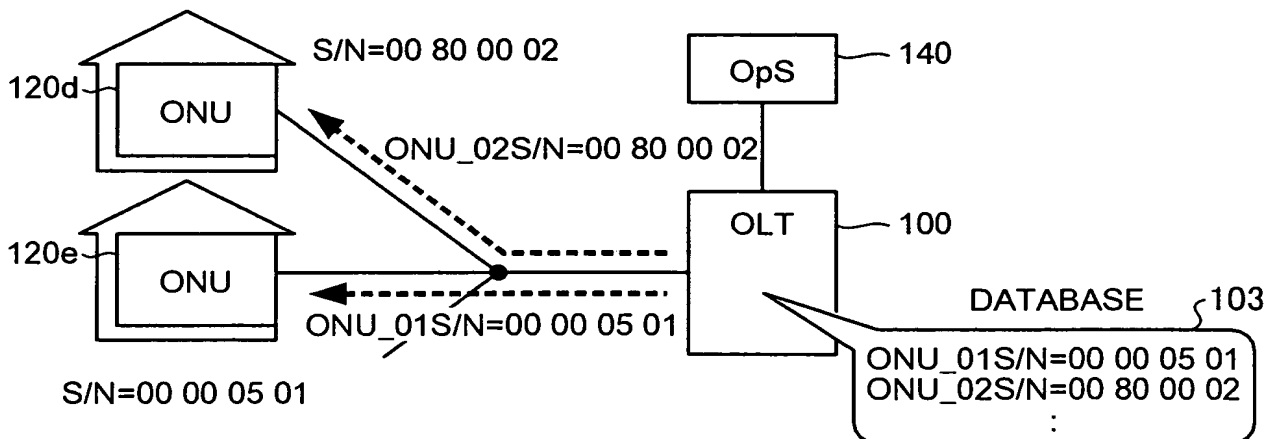 S/N=00 80 00 02
120d
ONU
OpS
140
ONU_02S/N=00 80 00 02
OLT
100
120e
ONU
ONU_01S/N=00 00 05 01
S/N=00 00 05 01
DATABASE
103
ONU_01S/N=00 00 05 01
ONU_02S/N=00 80 00 02
: